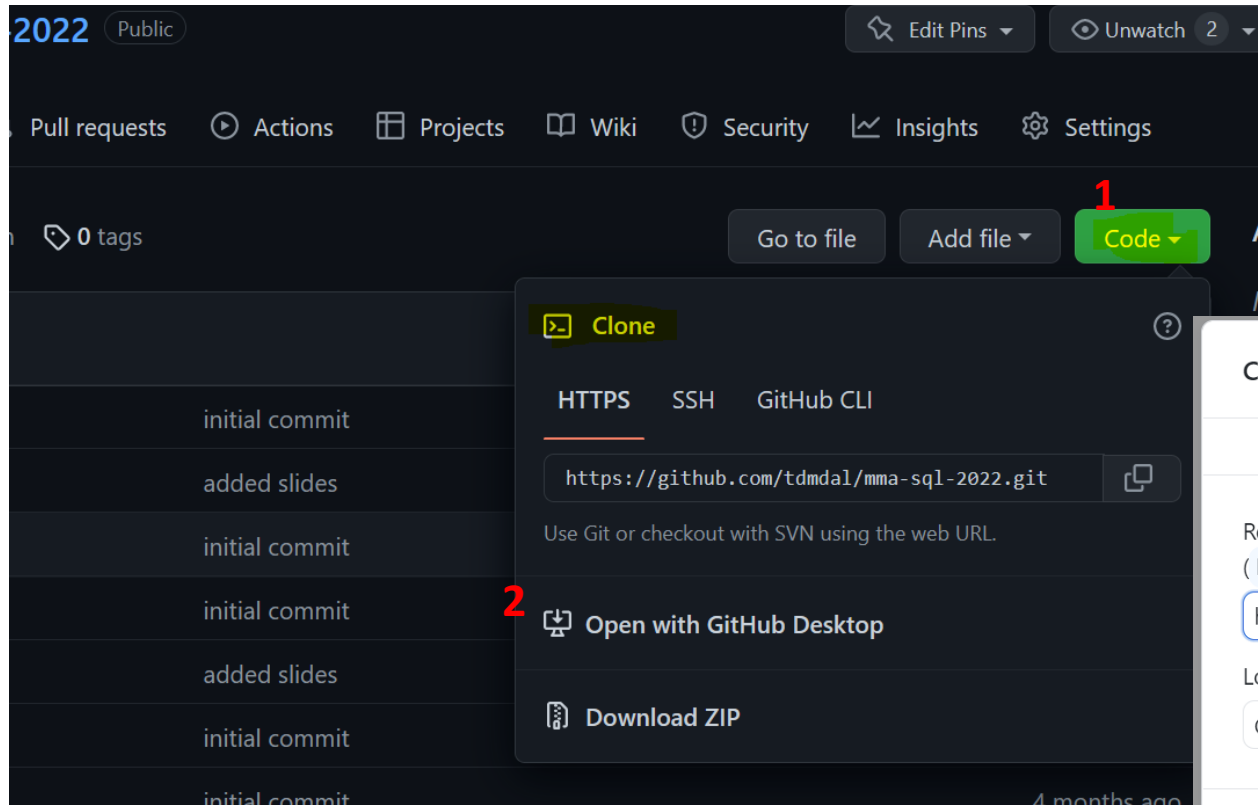 -2022 Public Edit Pins Unwatch 2
Pull requests Actions Projects Wiki Security Insights Settings
1
0 tags Go to file Add file Code
Clone
HTTPS SSH GitHub CLI
initial commit
https://github.com/tdmdal/mma-sql-2022.git
added slides
Use Git or checkout with SVN using the web URL.
initial commit
2
initial commit
Open with GitHub Desktop
added slides
Download ZIP
initial commit
initial commit 4 months ago